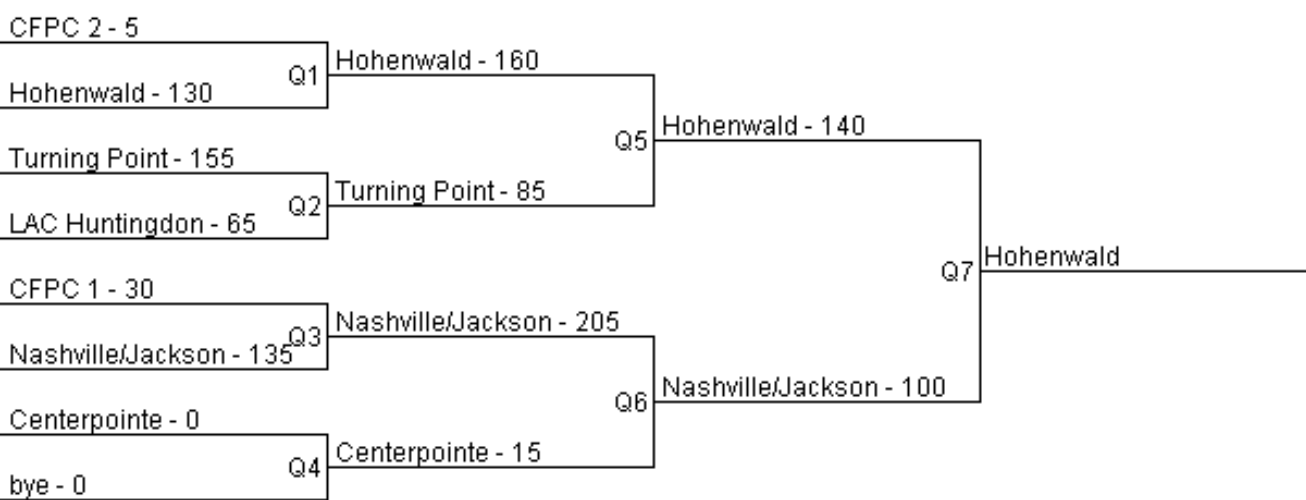 CFPC 2 - 5
Hohenwald - 160
Q1
Hohenwald - 130
Hohenwald - 140
Q5
Turning Point - 155
Turning Point - 85
Q2
LAC Huntingdon - 65
Hohenwald
Q7
CFPC 1 - 30
Nashville/Jackson - 205
Q3
Nashville/Jackson - 135
Nashville/Jackson - 100
Q6
Centerpointe - 0
Centerpointe - 15
Q4
bye - 0